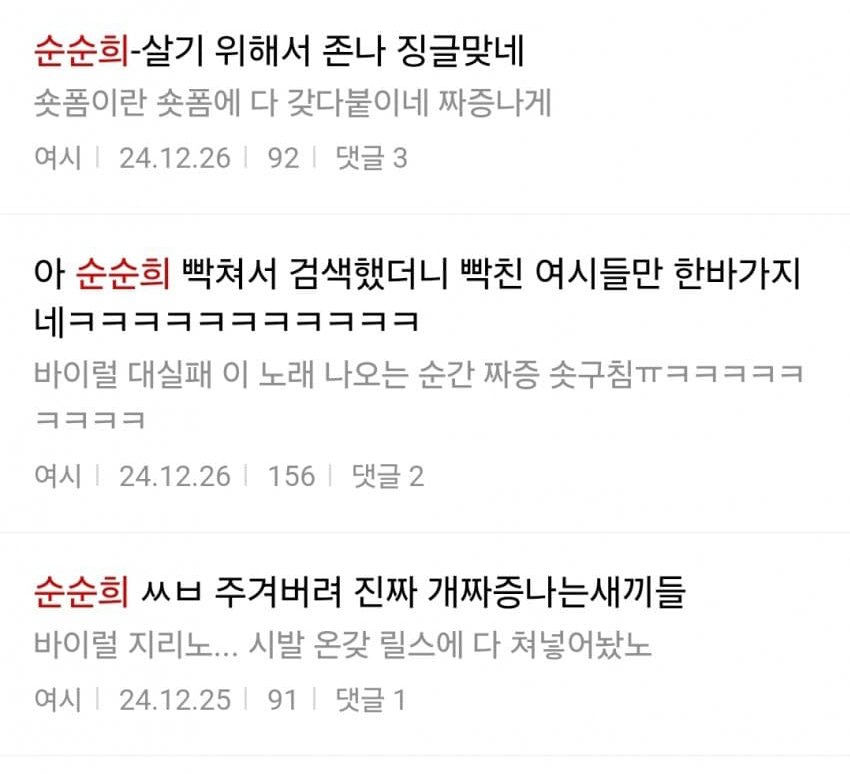 순순희-살기 위해서 존나 징글맞네
숏폼이란 숏폼에 다 갖다붙이네 짜증나게
여시 24.12.26 92 댓글 3
아 순순희 빡쳐서 검색했더니 빡친 여시들만 한바가지
네ㅋㅋㅋㅋㅋㅋㅋㅋㅋㅋㅋ
바이럴 대실패 이 노래 나오는 순간 짜증 솟구침ㅠㅋㅋㅋㅋㅋ
ㅋㅋㅋㅋ
여시 24.12.26 156 댓글 2
순순희 ㅆㅂ 주겨버려 진짜 개짜증나는새끼들
바이럴 지리노... 시발 온갖 릴스에 다 쳐넣어놨노
여시 24.12.25 91 댓글 1